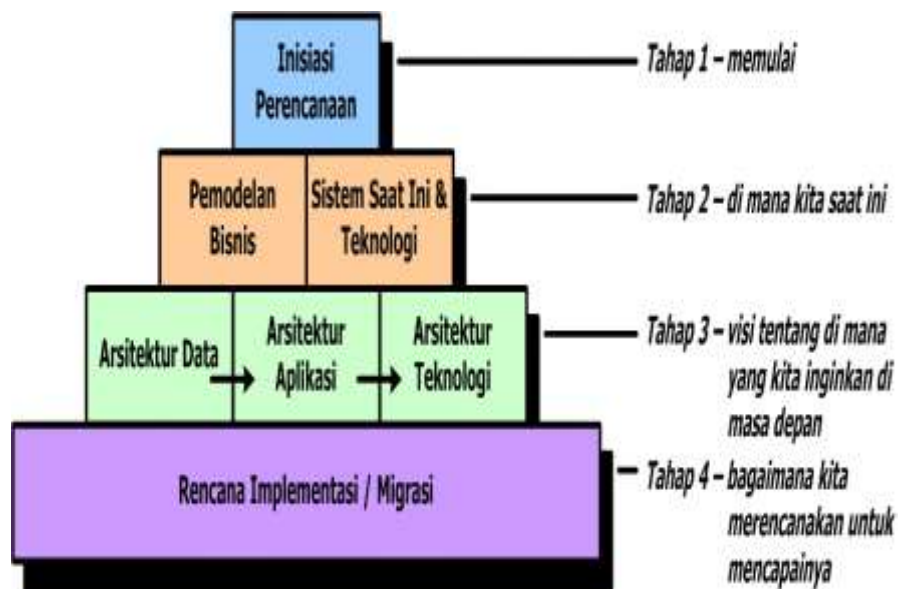 Inisiasi
Perencanaan
Tahap 1 – memulai
Pemodelan
Bisnis
Sistem Saat Ini &
Teknologi
Tahap 2 – di mana kita saat ini
Arsitektur Data
Arsitektur
Aplikasi
Arsitektur
Teknologi
Tahap 3 – visi tentang di mana
yang kita inginkan di
masa depan
Rencana Implementasi / Migrasi
Tahap 4 – bagaimana kita
merencanakan untuk
mencapainya